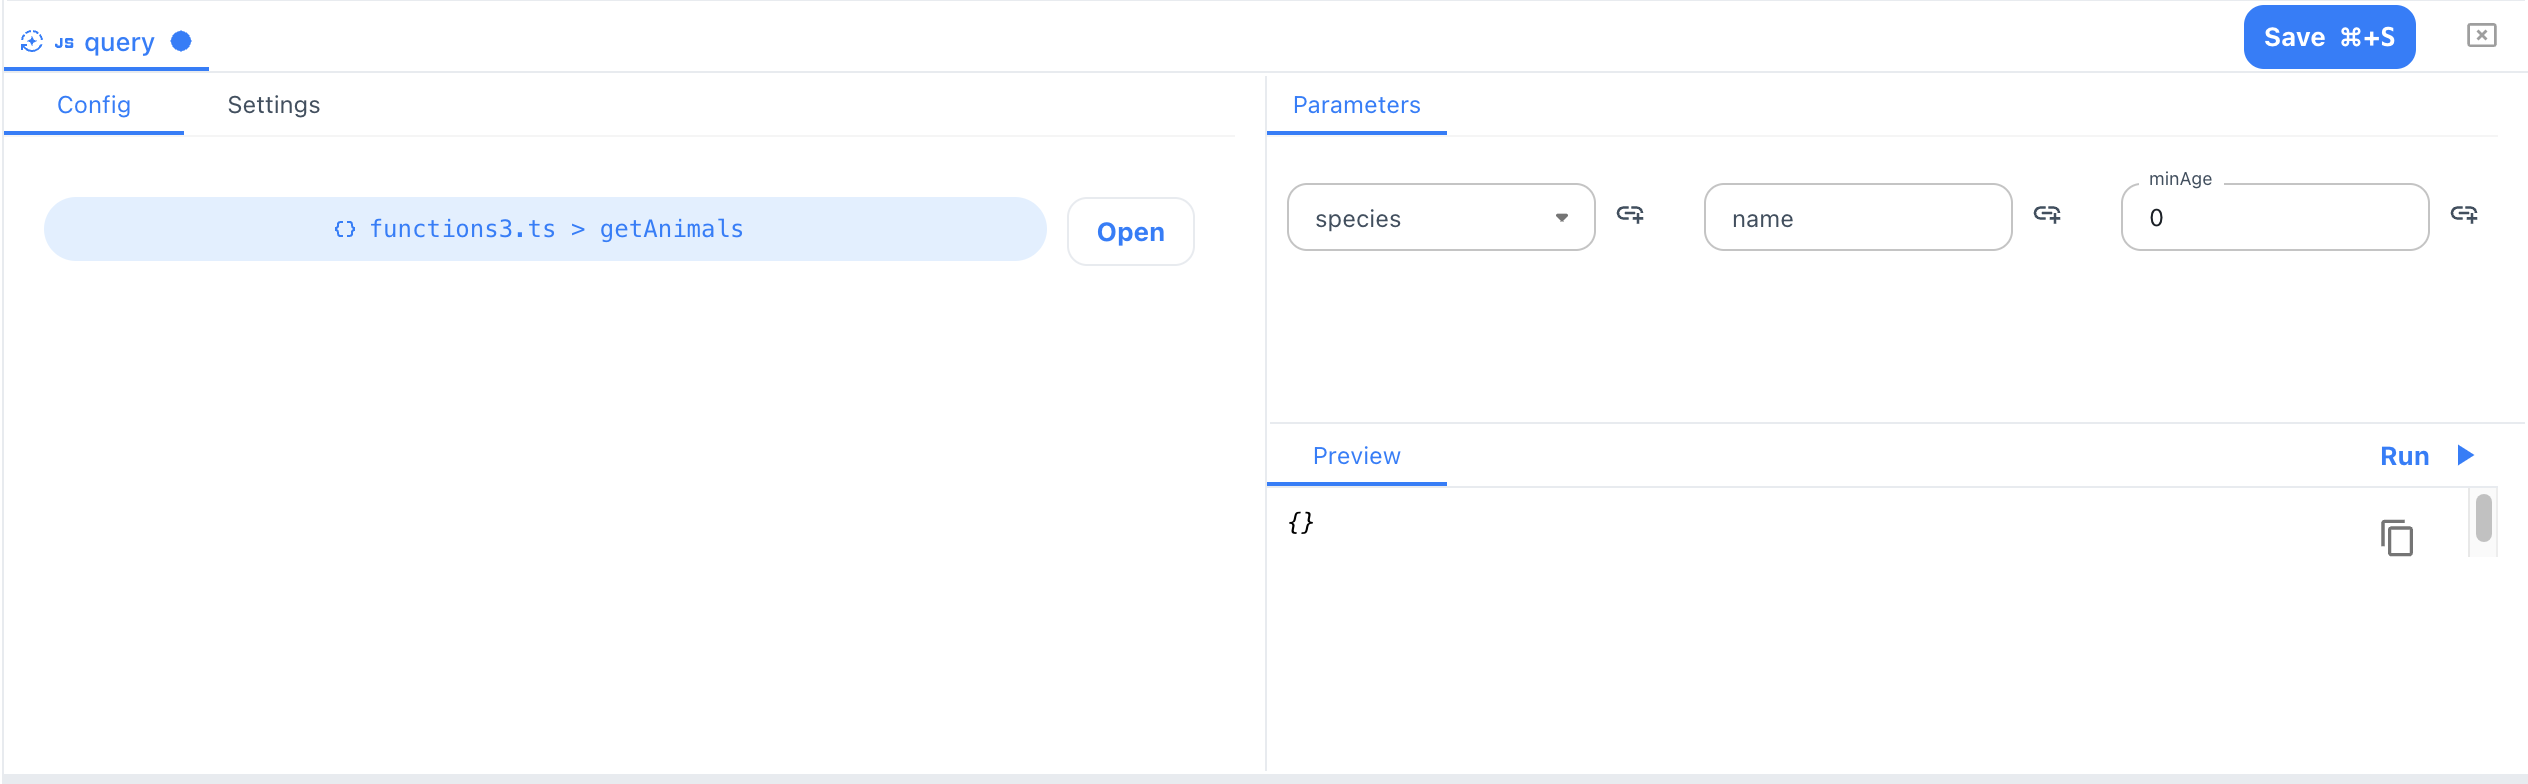 JS query
Save ⌘+S
Config Settings
Parameters
{} functions3.ts > getAnimals
Open
species
name
minAge
0
Preview
Run
{}